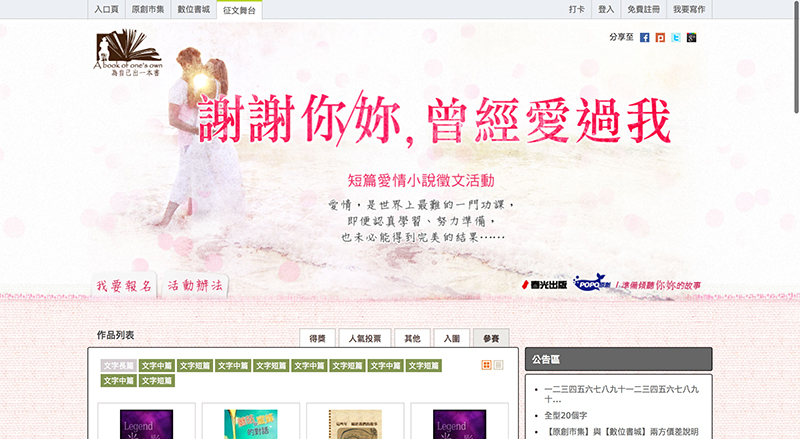 入口頁 原創市集 數位書城 征文舞台 打卡 登入 免費註冊 我要寫作
分享至
A book of one's own
為自己出一本書
謝謝你/妳,曾經愛過我
短篇愛情小說徵文活動
愛情,是世界上最難的一門功課,
即便認真學習、努力準備,
也未必能得到完美的結果……
我要報名 活動辦法
春光出版 POPO原創 準備傾聽你妳的故事
作品列表 得獎 人氣投票 其他 入圍 參賽
文字長篇 文字中篇 文字短篇 文字中篇 文字短篇 文字中篇 文字短篇 文字中篇 文字短篇
文字中篇 文字短篇
公告區
一二三四五六七八九十一二三四五六七八九
十...
全型20個字
【原創市集】與【數位書城】兩方價差說明
Legend
的對話
Legend